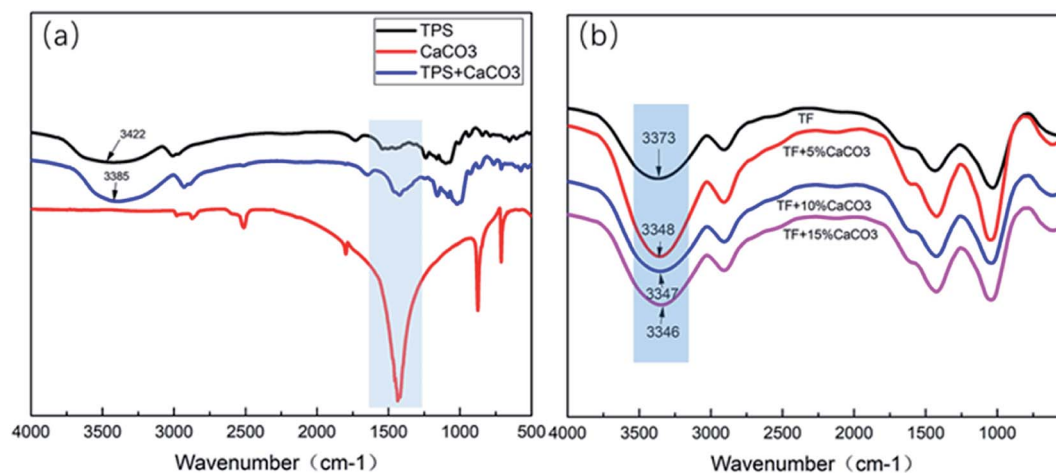 (a)
TPS
CaCO3
TPS+CaCO3
3422
3385
4000 3500 3000 2500 2000 1500 1000 500
Wavenumber（cm-1）
(b)
TF
3373
TF+5%CaCO3
TF+10%CaCO3
3348
TF+15%CaCO3
3347
3346
4000 3500 3000 2500 2000 1500 1000
Wavenumber（cm-1）